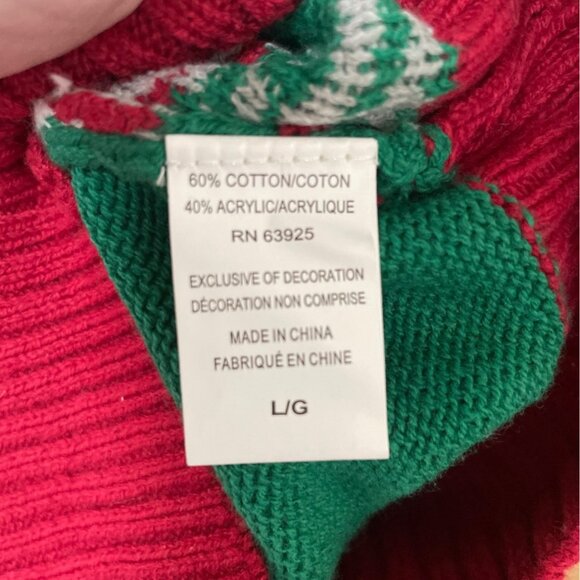 60% COTTON/COTON
40% ACRYLIC/ACRYLIQUE
RN 63925
EXCLUSIVE OF DECORATION
DÉCORATION NON COMPRISE
MADE IN CHINA
FABRIQUÉ EN CHINE
L/G